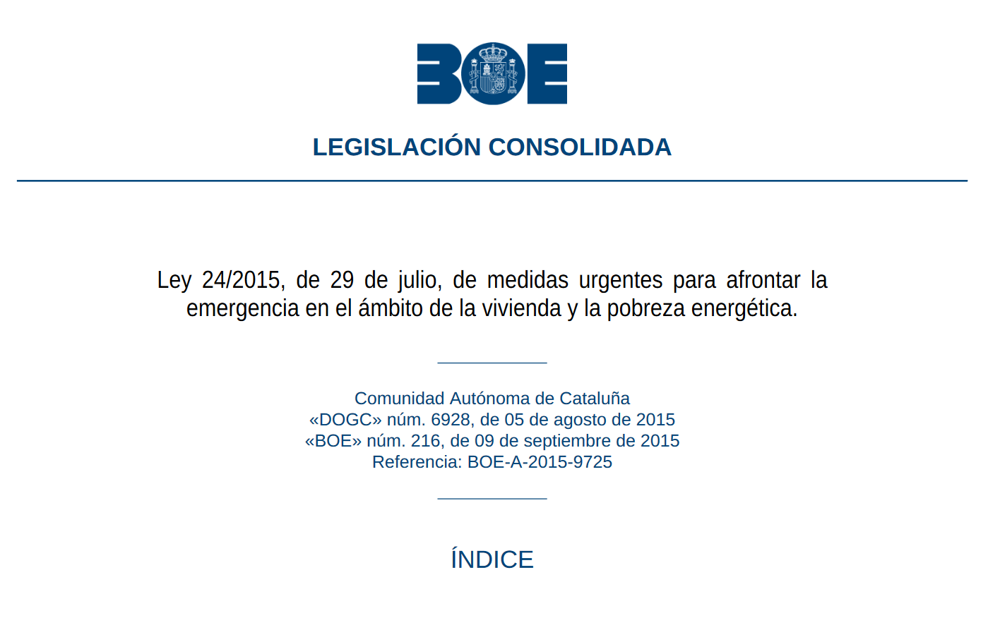 BOE
LEGISLACIÓN CONSOLIDADA
Ley 24/2015, de 29 de julio, de medidas urgentes para afrontar la
emergencia en el ámbito de la vivienda y la pobreza energética.
Comunidad Autónoma de Cataluña
«DOGC» núm. 6928, de 05 de agosto de 2015
«BOE» núm. 216, de 09 de septiembre de 2015
Referencia: BOE-A-2015-9725
ÍNDICE